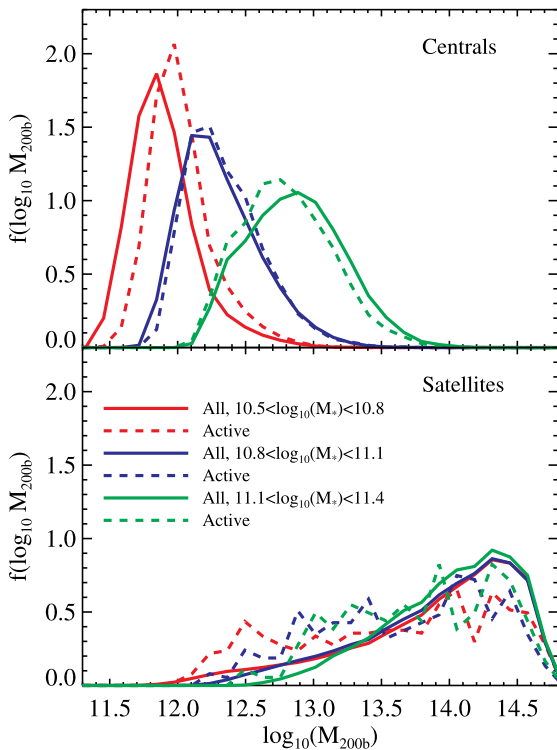 Centrals
2.0
1.5
1.0
0.5
0.0
f(log₁₀ M₂₀₀b)
Satellites
2.0
1.5
1.0
0.5
0.0
f(log₁₀ M₂₀₀b)
All, 10.5<log₁₀(M*)<10.8
Active
All, 10.8<log₁₀(M*)<11.1
Active
All, 11.1<log₁₀(M*)<11.4
Active
11.5 12.0 12.5 13.0 13.5 14.0 14.5
log₁₀(M₂₀₀b)